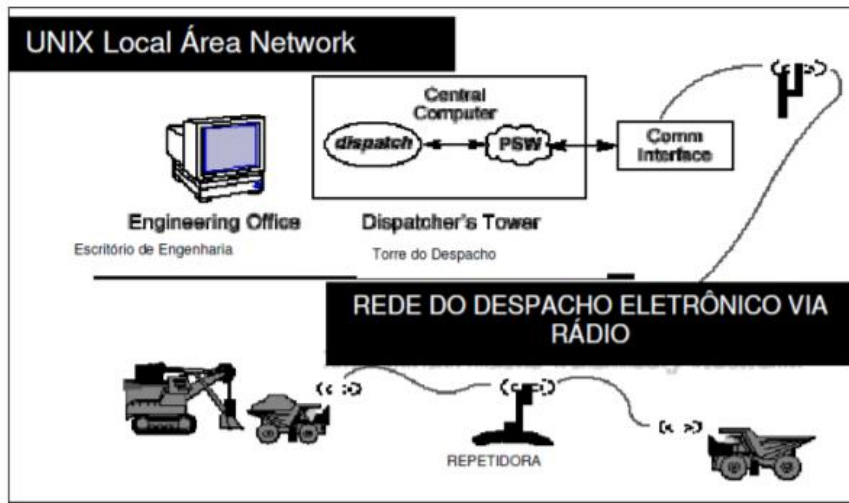 UNIX Local Área Network
Central
Computer
dispatch
PSW
Comm
Interface
Engineering Office
Dispatcher's Tower
Escritório de Engenharia
Torre do Despacho
REDE DO DESPACHO ELETRÔNICO VIA
RÁDIO
REPETIDORA